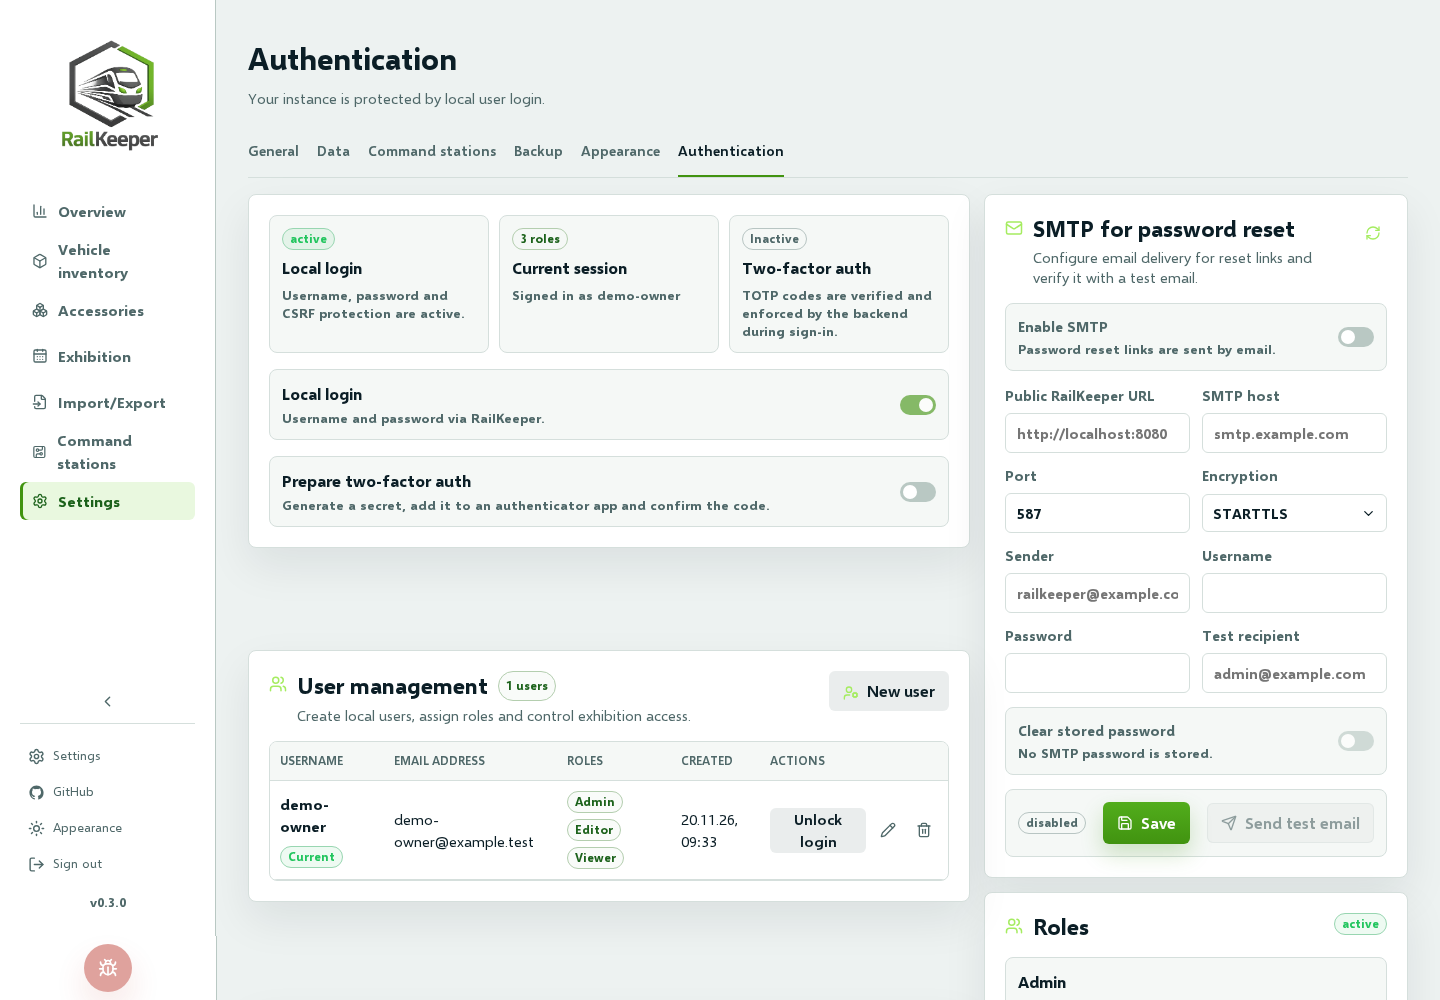 RailKeeper
Overview
Vehicle
inventory
Accessories
Exhibition
Import/Export
Command
stations
Settings
Settings
GitHub
Appearance
Sign out
v0.3.0
Authentication
Your instance is protected by local user login.
General Data Command stations Backup Appearance Authentication
active
Local login
Username, password and
CSRF protection are active.
3 roles
Current session
Signed in as demo-owner
Inactive
Two-factor auth
TOTP codes are verified and
enforced by the backend
during sign-in.
Local login
Username and password via RailKeeper.
Prepare two-factor auth
Generate a secret, add it to an authenticator app and confirm the code.
User management 1 users
Create local users, assign roles and control exhibition access.
New user
USERNAME EMAIL ADDRESS ROLES CREATED ACTIONS
demo-
owner
Current
demo-
owner@example.test
Admin
Editor
Viewer
20.11.26,
09:33
Unlock
login
SMTP for password reset
Configure email delivery for reset links and
verify it with a test email.
Enable SMTP
Password reset links are sent by email.
Public RailKeeper URL SMTP host
http://localhost:8080 smtp.example.com
Port Encryption
587 STARTTLS
Sender Username
railkeeper@example.co
Password Test recipient
admin@example.com
Clear stored password
No SMTP password is stored.
disabled Save Send test email
Roles active
Admin